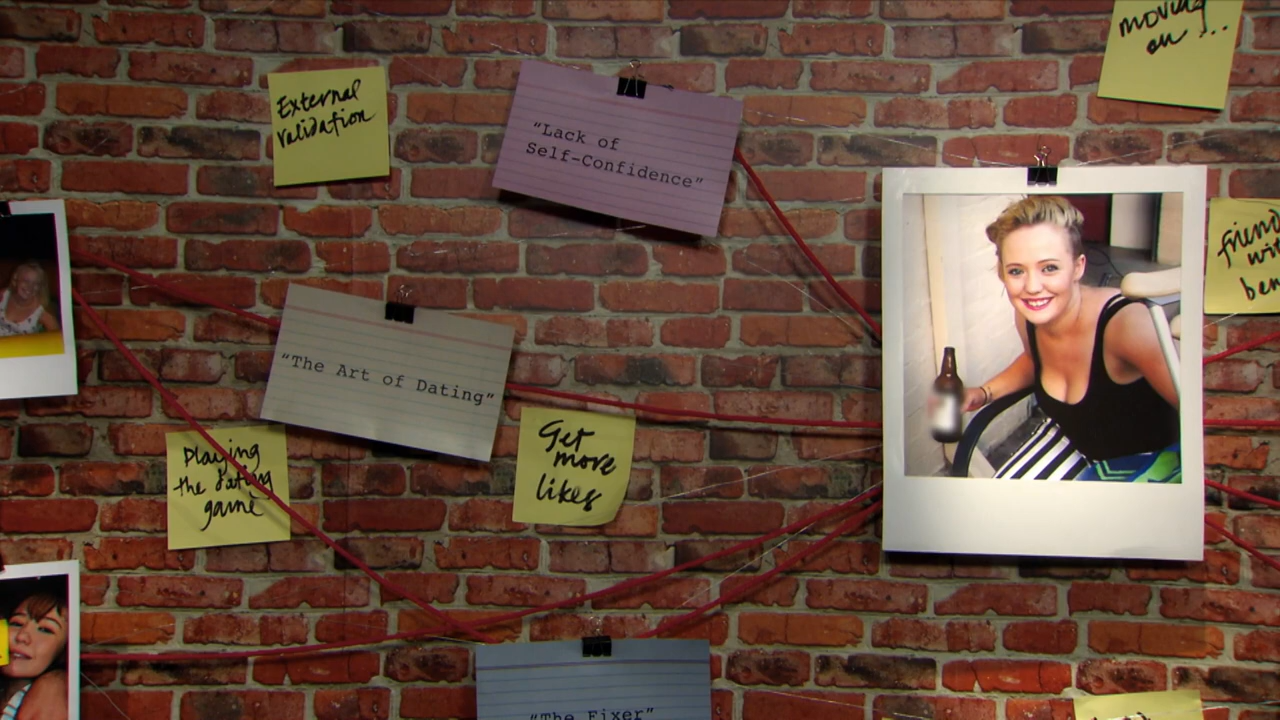 moving
on ...
External
validation
"Lack of
Self-Confidence"
"The Art of Dating"
Get
more
likes
Playing
the dating
game
"The Fixer"